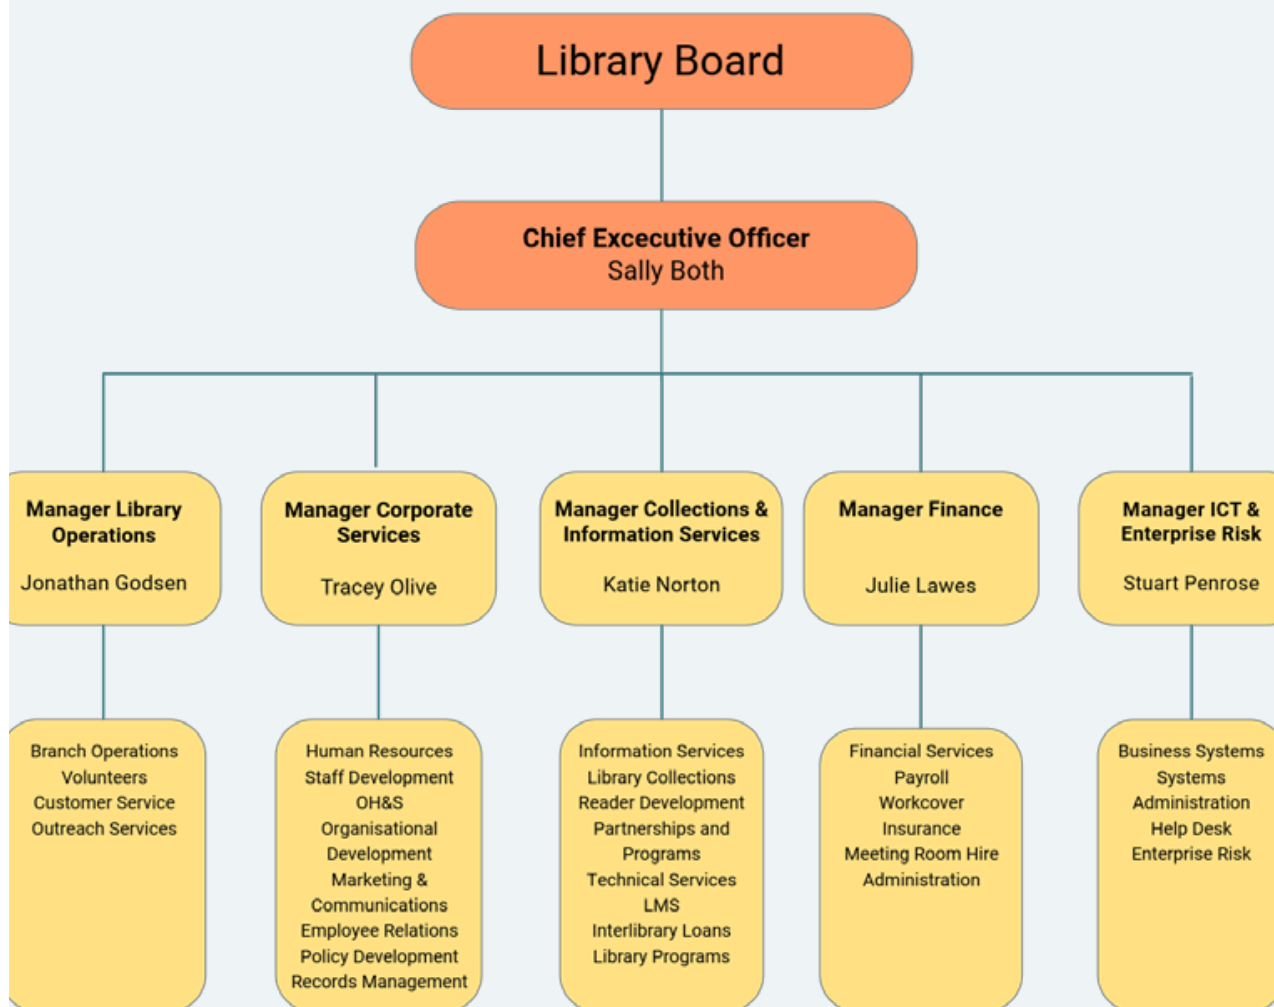 Library Board
Chief Excecutive Officer
Sally Both
Manager Library
Operations
Jonathan Godsen
Manager Corporate
Services
Tracey Olive
Manager Collections &
Information Services
Katie Norton
Manager Finance
Julie Lawes
Manager ICT &
Enterprise Risk
Stuart Penrose
Branch Operations
Volunteers
Customer Service
Outreach Services
Human Resources
Staff Development
OH&S
Organisational
Development
Marketing &
Communications
Employee Relations
Policy Development
Records Management
Information Services
Library Collections
Reader Development
Partnerships and
Programs
Technical Services
LMS
Interlibrary Loans
Library Programs
Financial Services
Payroll
Workcover
Insurance
Meeting Room Hire
Administration
Business Systems
Systems
Administration
Help Desk
Enterprise Risk